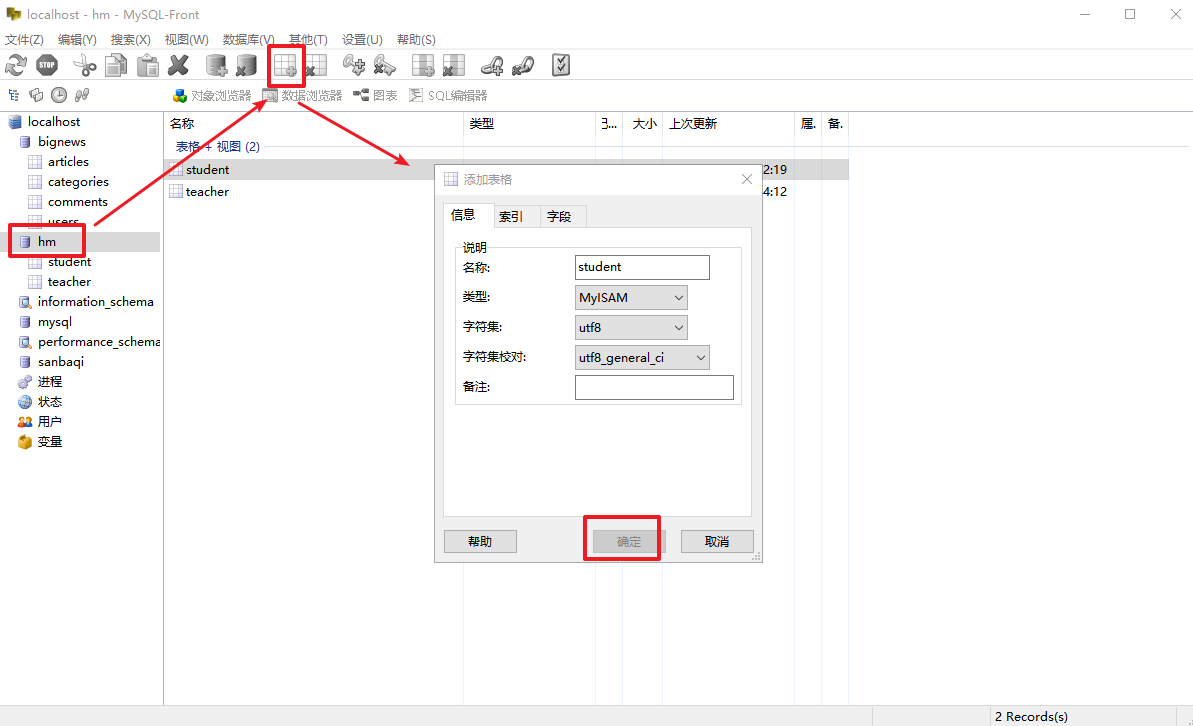 localhost - hm - MySQL-Front
文件(Z) 编辑(Y) 搜索(X) 视图(W) 数据库(V) 其他(T) 设置(U) 帮助(S)
STOP
对象浏览器 数据浏览器 图表 SQL编辑器
localhost
bignews
articles
categories
comments
users
hm
student
teacher
information_schema
mysql
performance_schema
sanbaqi
进程
状态
用户
变量
名称 类型 대... 大小 上次更新 属. 备.
表格 + 视图 (2)
student 2:19
teacher 4:12
添加表格
信息 索引 字段
说明
名称: student
类型: MyISAM
字符集: utf8
字符集校对: utf8_general_ci
备注:
帮助 确定 取消
2 Records(s)